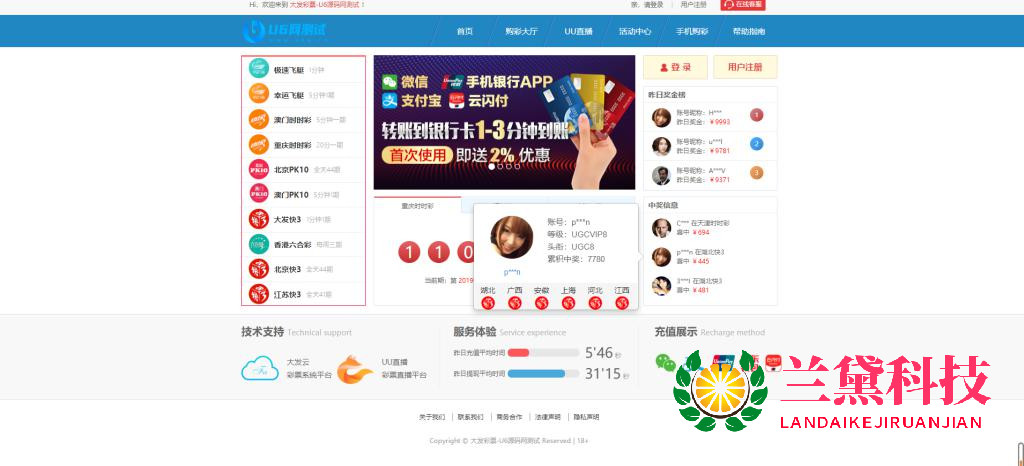 Hi，欢迎来到 大发彩票-U6源码网测试 ！
亲，请登录 | 用户注册
在线客服
U6网测试
首页 购彩大厅 UU直播 活动中心 手机购彩 帮助指南
极速飞艇 1分钟
幸运飞艇 5分钟1期
澳门时时彩 5分钟一期
重庆时时彩 20分一期
北京PK10 全天44期
澳门PK10 5分钟1期
大发快3 1分钟1期
香港六合彩 每周三期
北京快3 全天44期
江苏快3 全天41期
微信 手机银行APP
支付宝 云闪付
转账到银行卡1-3分钟到账
首次使用 即送 2% 优惠
登 录 用户注册
昨日奖金榜
账号昵称：H***
昨日奖金：￥9993
1
账号昵称：u***l
昨日奖金：￥9781
2
账号昵称：A***V
昨日奖金：￥9371
3
重庆时时彩
1 1 0
当前期：第 2019
账号：p***n
等级：UGCVIP8
头衔：UGC8
累积中奖：7780
p***n
湖北 广西 安徽 上海 河北 江西
中奖信息
C*** 在天津时时彩
喜中 ￥694
p***n 在湖北快3
喜中 ￥445
3***I 在湖北快3
喜中 ￥481
技术支持 Technical support
大发云
彩票系统平台
UU直播
彩票直播平台
服务体验 Service experience
昨日充值平均时间 5'46 秒
昨日提现平均时间 31'15 秒
充值展示 Recharge method
兰黛科技
LANDAIKEJIRUANJIAN
关于我们 | 联系我们 | 商务合作 | 法律声明 | 隐私声明
Copyright © 大发彩票-U6源码网测试 Reserved | 18+